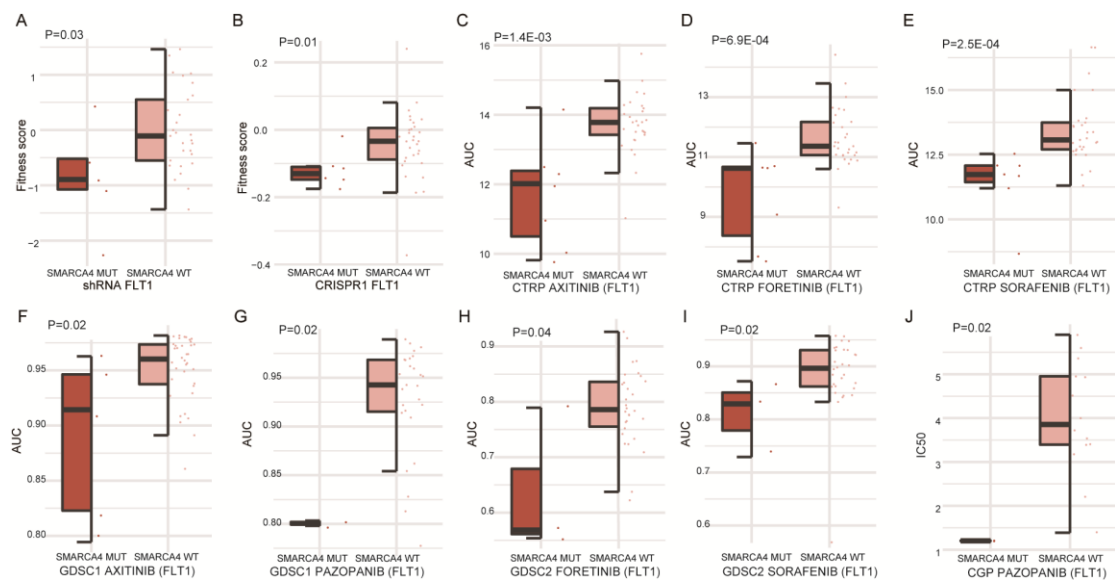 A
P=0.03
Fitness score
1
0
−1
−2
SMARCA4 MUT SMARCA4 WT
shRNA FLT1
B
P=0.01
Fitness score
0.2
0.0
−0.2
−0.4
SMARCA4 MUT SMARCA4 WT
CRISPR1 FLT1
C
P=1.4E-03
AUC
16
14
12
10
SMARCA4 MUT SMARCA4 WT
CTRP AXITINIB (FLT1)
D
P=6.9E-04
AUC
13
11
9
SMARCA4 MUT SMARCA4 WT
CTRP FORETINIB (FLT1)
E
P=2.5E-04
AUC
15.0
12.5
10.0
SMARCA4 MUT SMARCA4 WT
CTRP SORAFENIB (FLT1)
F
P=0.02
AUC
0.95
0.90
0.85
0.80
SMARCA4 MUT SMARCA4 WT
GDSC1 AXITINIB (FLT1)
G
P=0.02
AUC
0.95
0.90
0.85
0.80
SMARCA4 MUT SMARCA4 WT
GDSC1 PAZOPANIB (FLT1)
H
P=0.04
AUC
0.9
0.8
0.7
0.6
SMARCA4 MUT SMARCA4 WT
GDSC2 FORETINIB (FLT1)
I
P=0.02
AUC
0.9
0.8
0.7
0.6
SMARCA4 MUT SMARCA4 WT
GDSC2 SORAFENIB (FLT1)
J
P=0.02
IC50
5
4
3
2
1
SMARCA4 MUT SMARCA4 WT
CGP PAZOPANIB (FLT1)